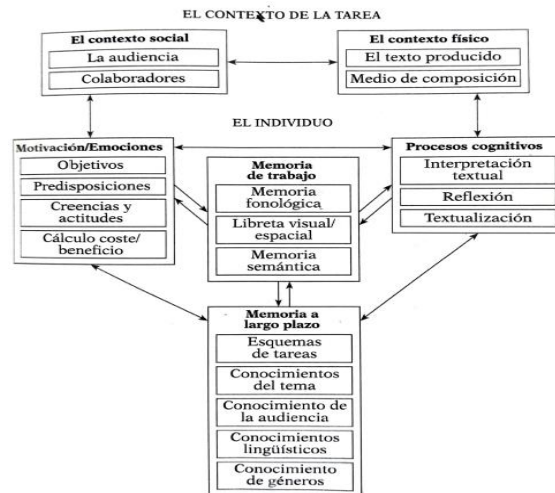 EL CONTEXTO DE LA TAREA
El contexto social
La audiencia
Colaboradores
El contexto físico
El texto producido
Medio de composición
EL INDIVIDUO
Motivación/Emociones
Objetivos
Predisposiciones
Creencias y
actitudes
Cálculo coste/
beneficio
Memoria
de trabajo
Memoria
fonológica
Libreta visual/
espacial
Memoria
semántica
Procesos cognitivos
Interpretación
textual
Reflexión
Textualización
Memoria a
largo plazo
Esquemas
de tareas
Conocimientos
del tema
Conocimiento de
la audiencia
Conocimientos
lingüísticos
Conocimiento
de géneros